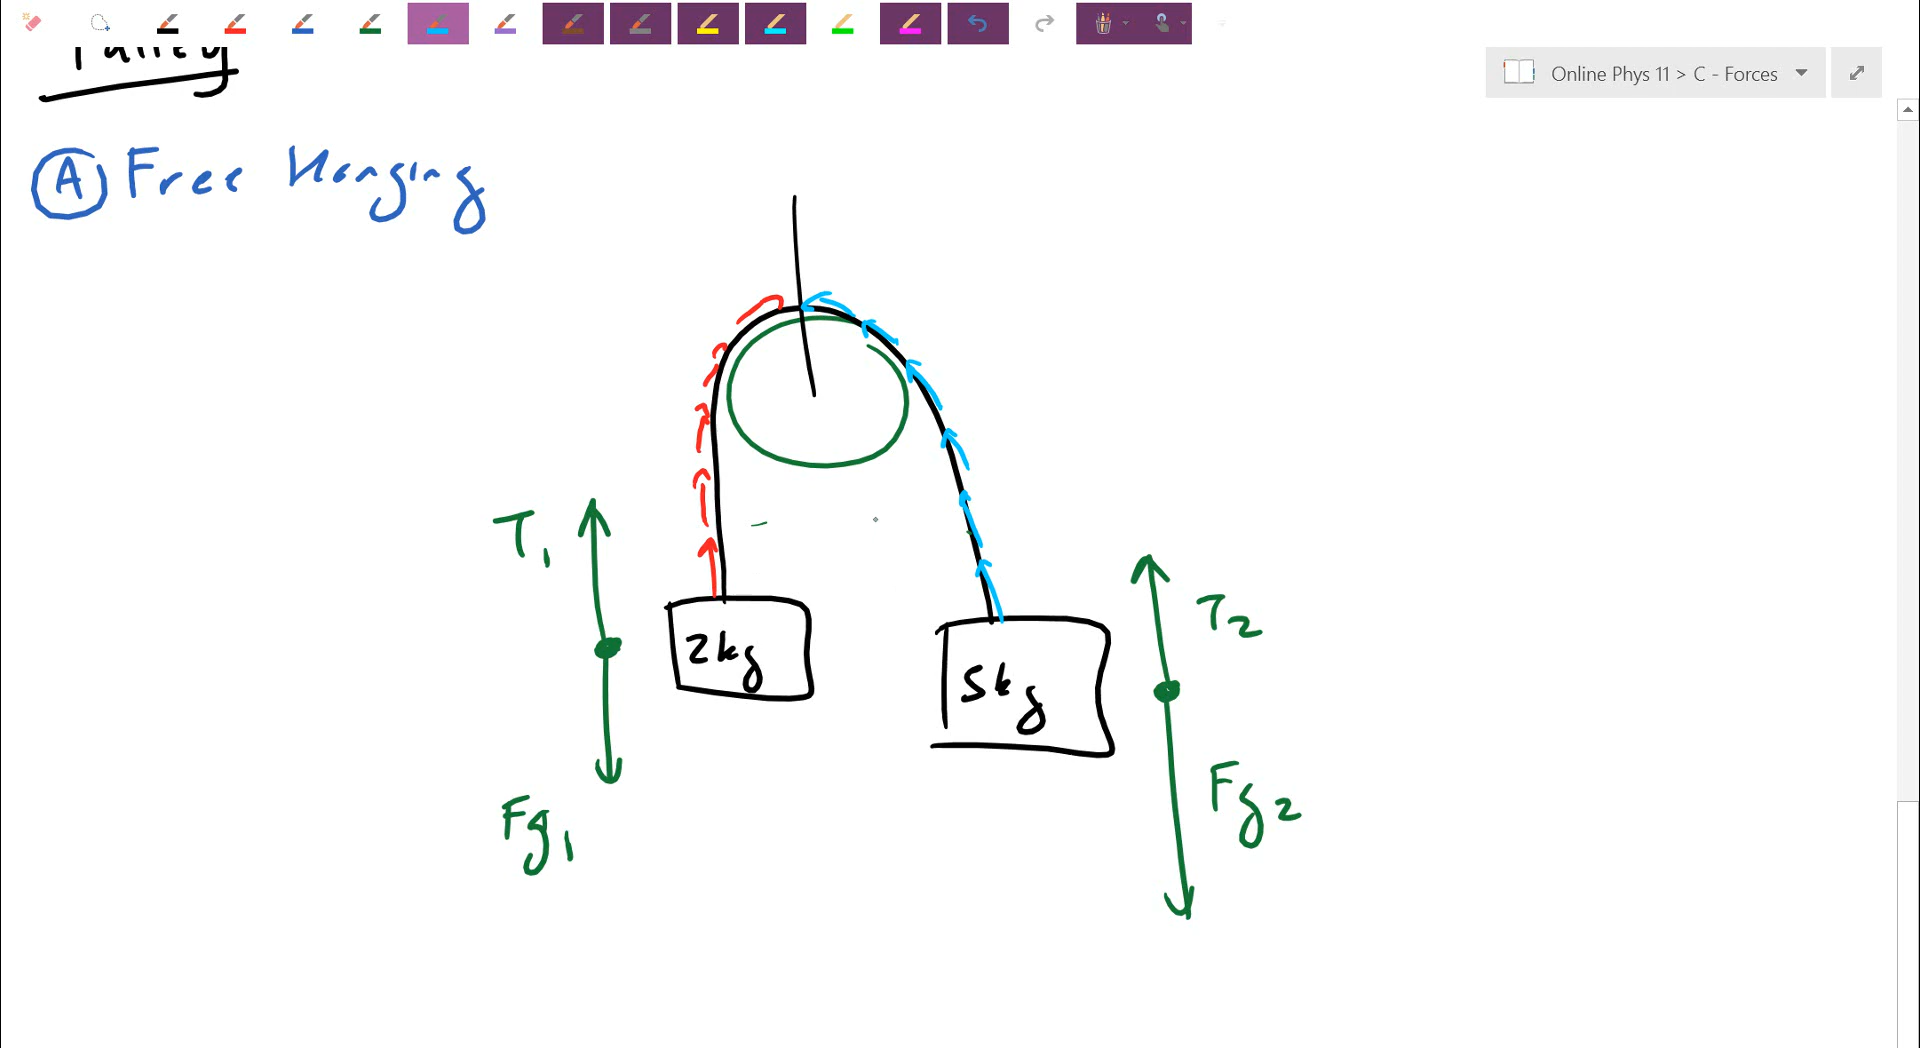 Online Phys 11 > C - Forces
A Free Hanging
T1
T2
2kg
5kg
Fg1
Fg2